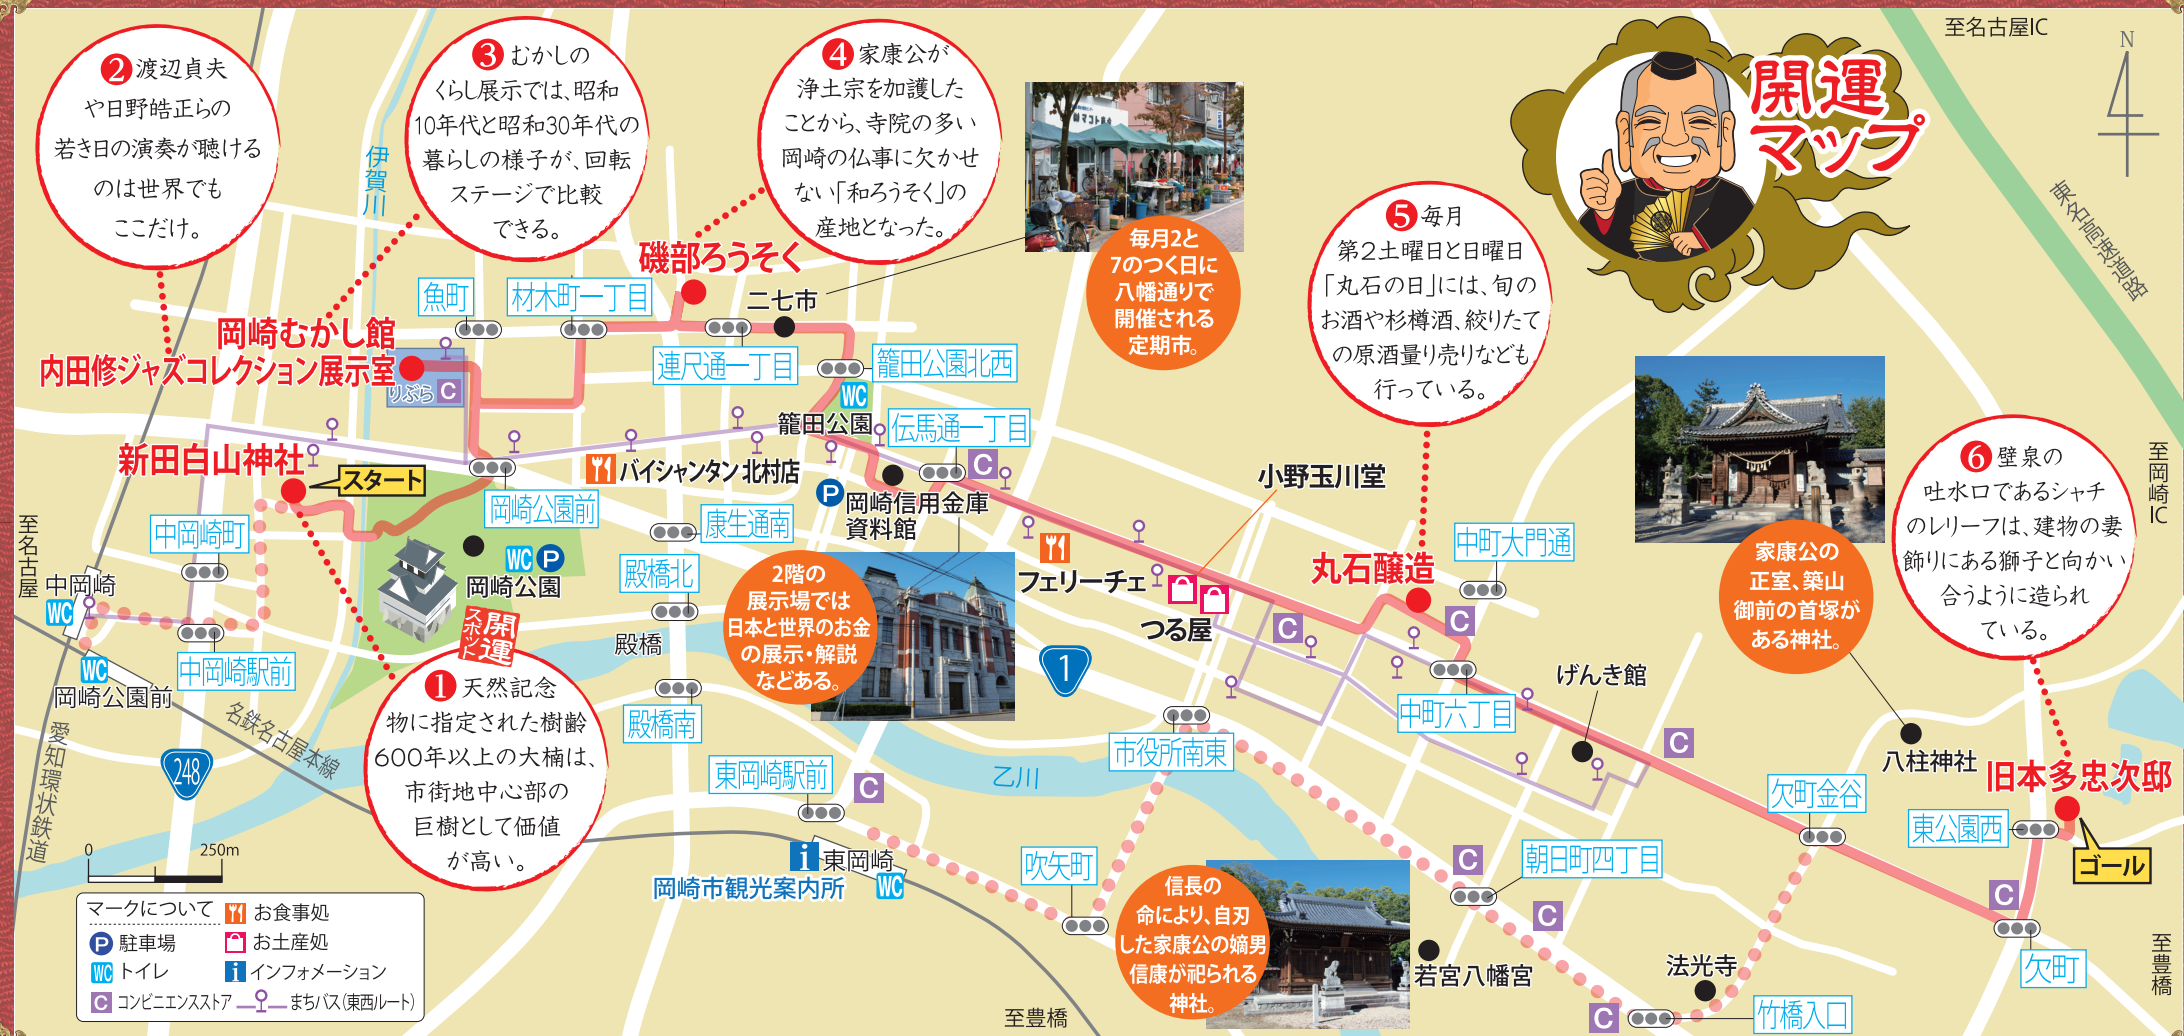 開運
マップ
N
至名古屋IC
東名高速道路
至岡崎IC
至豊橋
至名古屋
❷渡辺貞夫
や日野皓正らの
若き日の演奏が聴ける
のは世界でも
ここだけ。
❸むかしの
くらし展示では、昭和
10年代と昭和30年代の
暮らしの様子が、回転
ステージで比較
できる。
❹家康公が
浄土宗を加護した
ことから、寺院の多い
岡崎の仏事に欠かせ
ない「和ろうそく」の
産地となった。
毎月2と
7のつく日に
八幡通りで
開催される
定期市。
❺毎月
第2土曜日と日曜日
「丸石の日」には、旬の
お酒や杉樽酒、絞りたて
の原酒量り売りなども
行っている。
❻壁泉の
吐水口であるシャチ
のレリーフは、建物の妻
飾りにある獅子と向かい
合うように造られ
ている。
家康公の
正室、築山
御前の首塚が
ある神社。
伊賀川
磯部ろうそく
二七市
魚町
材木町一丁目
連尺通一丁目
籠田公園北西
岡崎むかし館
内田修ジャズコレクション展示室
りぶら
C
WC
籠田公園
伝馬通一丁目
C
新田白山神社
スタート
バイシャンタン 北村店
P
岡崎信用金庫
資料館
岡崎公園前
康生通南
小野玉川堂
中岡崎町
中岡崎
WC
WC
P
岡崎公園
殿橋北
殿橋
フェリーチェ
つる屋
丸石醸造
中町大門通
C
C
開運
スポット
2階の
展示場では
日本と世界のお金
の展示・解説
などある。
1
中岡崎駅前
WC
岡崎公園前
名鉄名古屋本線
愛知環状鉄道
248
❶天然記念
物に指定された樹齢
600年以上の大楠は、
市街地中心部の
巨樹として価値
が高い。
殿橋南
市役所南東
乙川
中町六丁目
げんき館
C
八柱神社
旧本多忠次邸
ゴール
東公園西
欠町金谷
東岡崎駅前
C
i
東岡崎
WC
岡崎市観光案内所
吹矢町
信長の
命により、自刃
した家康公の嫡男
信康が祀られる
神社。
C
朝日町四丁目
C
若宮八幡宮
法光寺
C
竹橋入口
C
欠町
至豊橋
0
250m
マークについて
P 駐車場
WC トイレ
C コンビニエンスストア
お食事処
お土産処
i インフォメーション
まちバス（東西ルート）